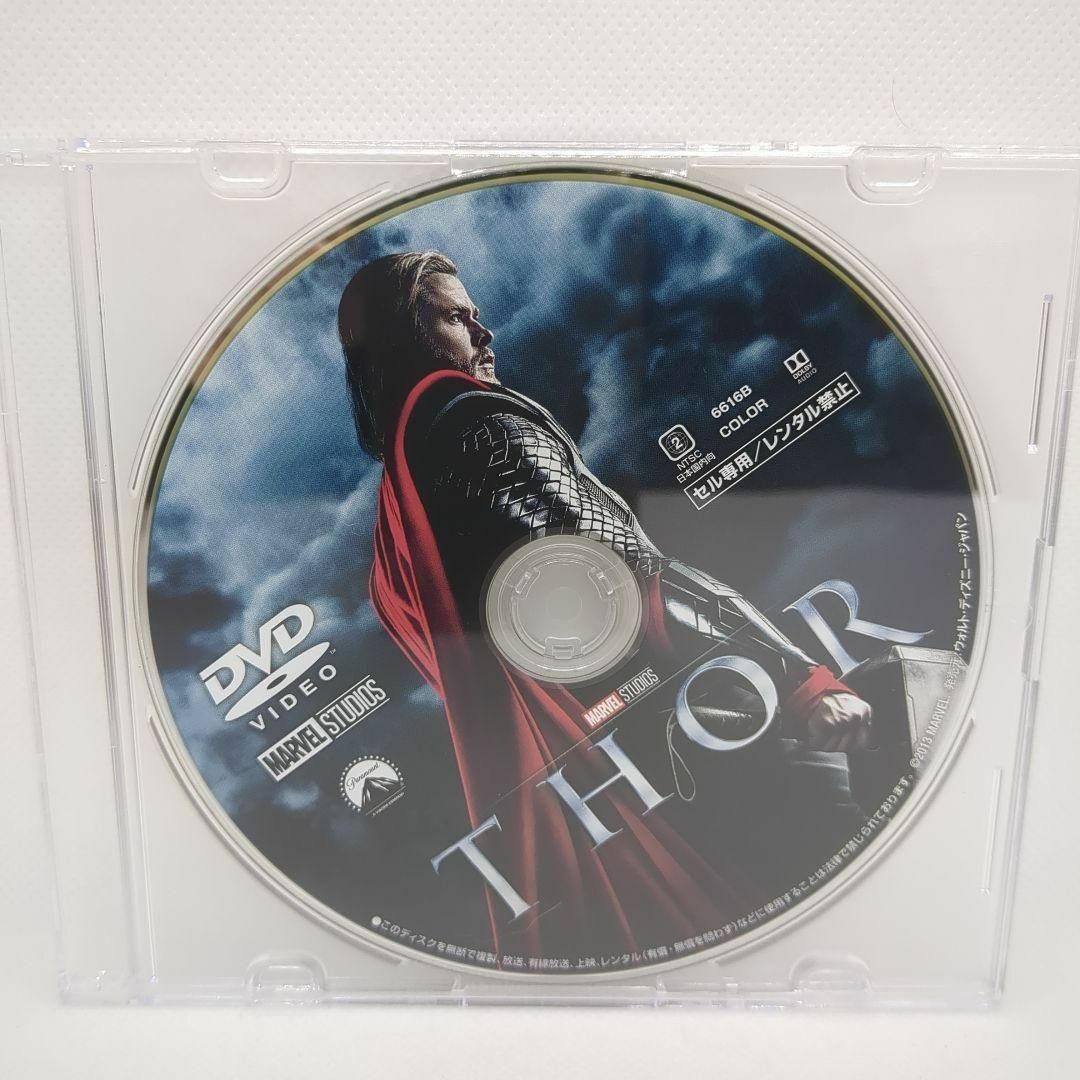 DOLBY
AUDIO
6616B
COLOR
2
NTSC
日本国内向
セル専用/レンタル禁止
DVD™
VIDEO
MARVEL STUDIOS
Paramount
MARVEL STUDIOS
THOR
●このディスクを無断で複製、放送、有線放送、上映、レンタル(有償・無償を問わず)などに使用することは法律で禁じられております。©2013 MARVEL. 発売元:ウォルト・ディズニー・ジャパン